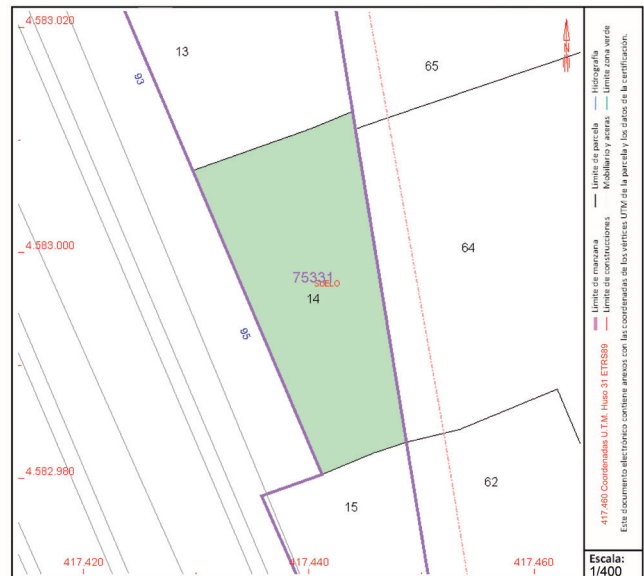 4.583.020
13
65
93
4.583.000
64
75331
SUELO
14
95
4.582.980
15
62
417.420
417.440
417.460
Escala:
1/400
417.460 Coordenadas U.T.M. Huso 31 ETRS89
Límite de manzana
Límite de parcela
Hidrografía
Límite de construcciones
Mobiliario y aceras
Límite zona verde
Este documento electrónico contiene anexos con las coordenadas de los vértices UTM de la parcela y los datos de la certificación.